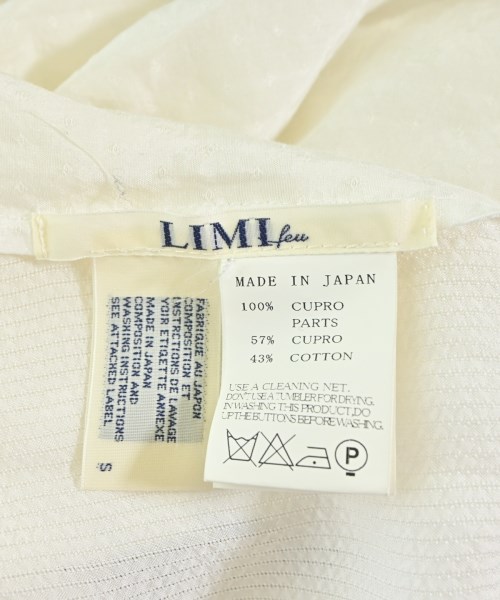 LIMI feu
MADE IN JAPAN
100% CUPRO
PARTS
57% CUPRO
43% COTTON
USE A CLEANING NET.
DON'T USE A TUMBLER FOR DRYING.
IN WASHING THIS PRODUCT,DO
UP THE BUTTONS BEFORE WASHING.
P
FABRIQUE AU JAPON
COMPOSITION ET
INSTRCTIONS DE LAVAGE
VOIR ETIGETTE ANNEXE
MADE IN JAPAN
COMPOSITION AND
WASHING INSTRUCTIONS
SEE ATTACHED LABEL
S